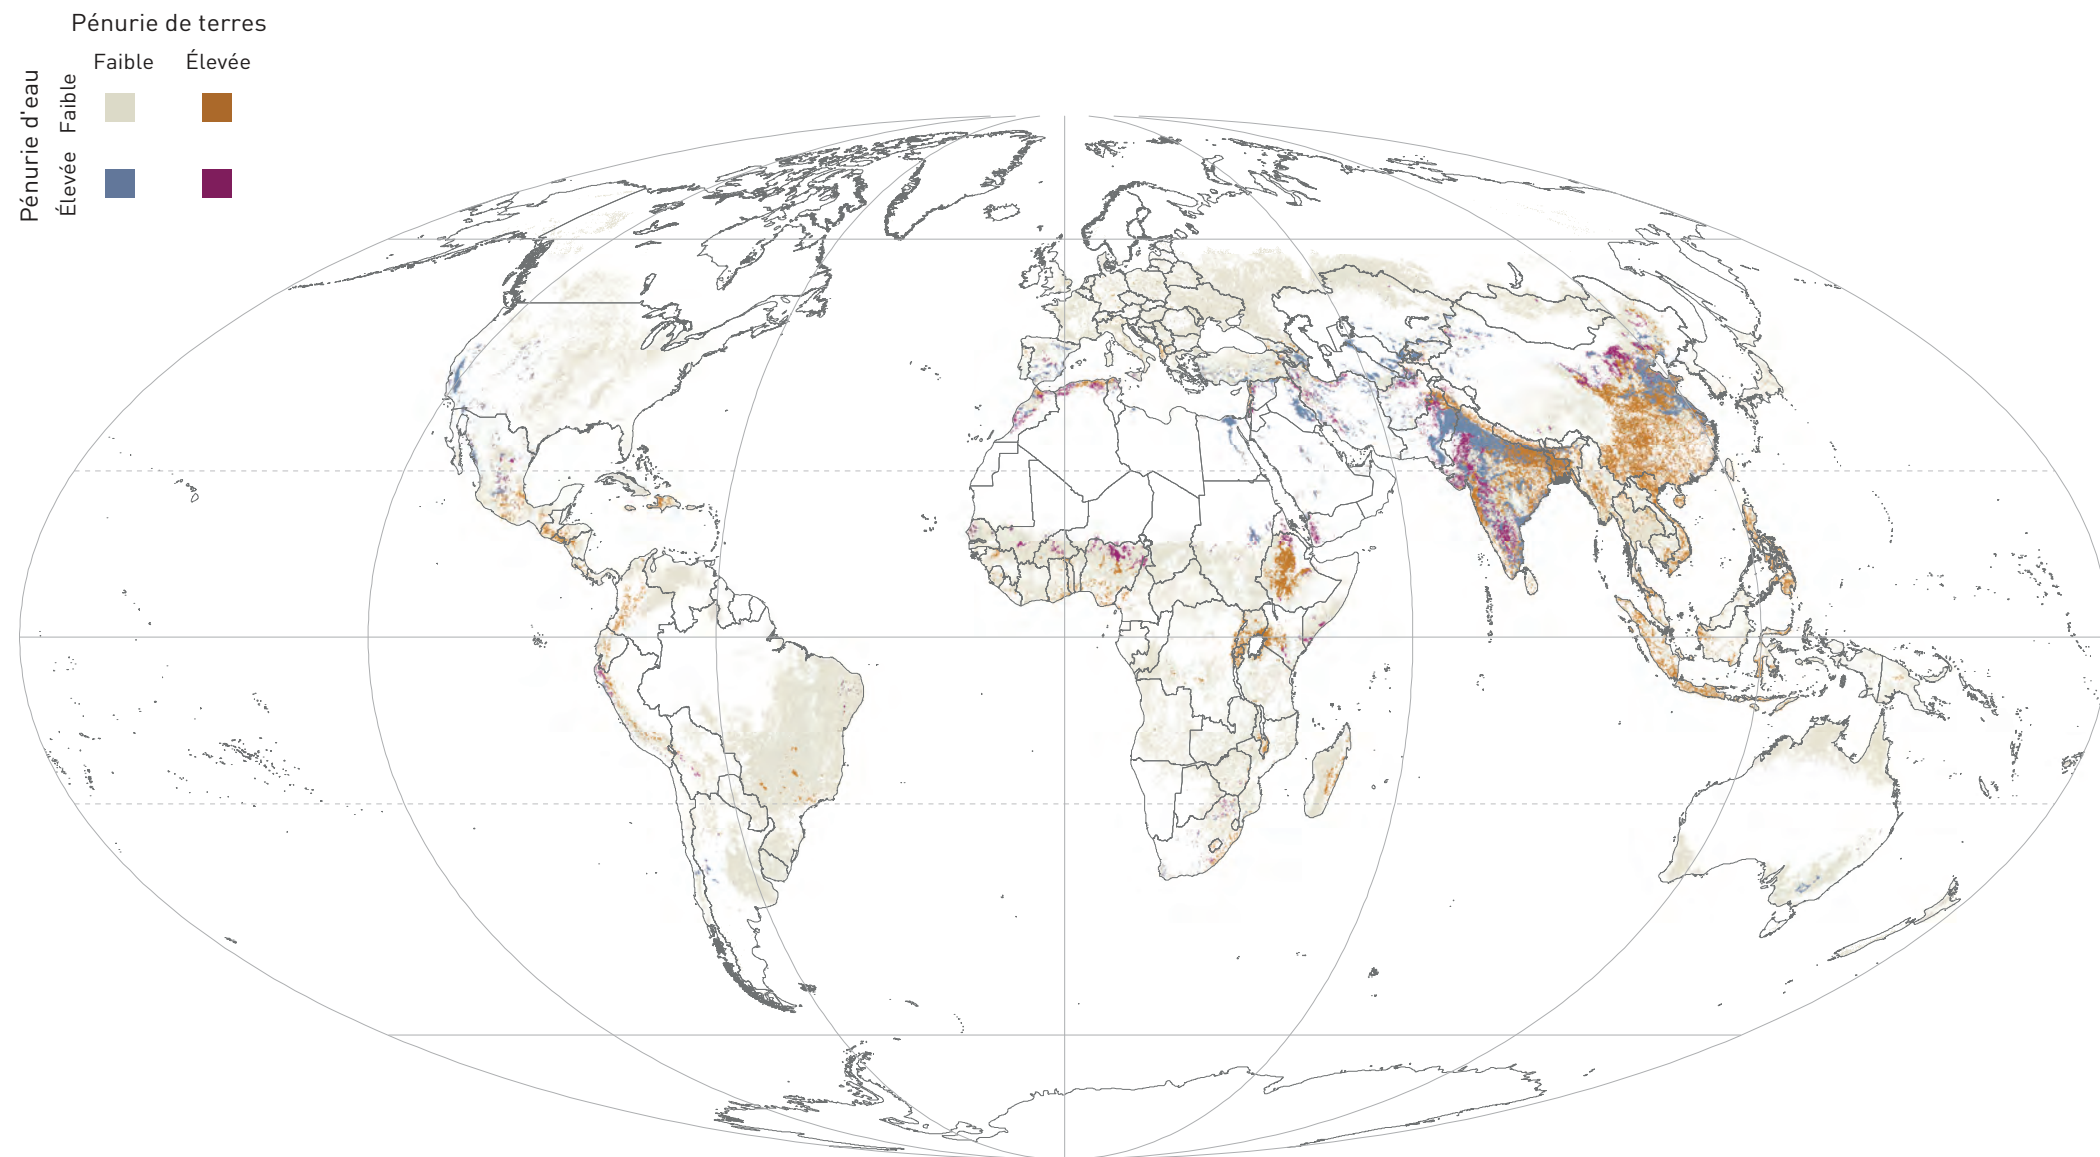 Pénurie de terres
Faible Élevée
Pénurie d'eau
Faible
Élevée